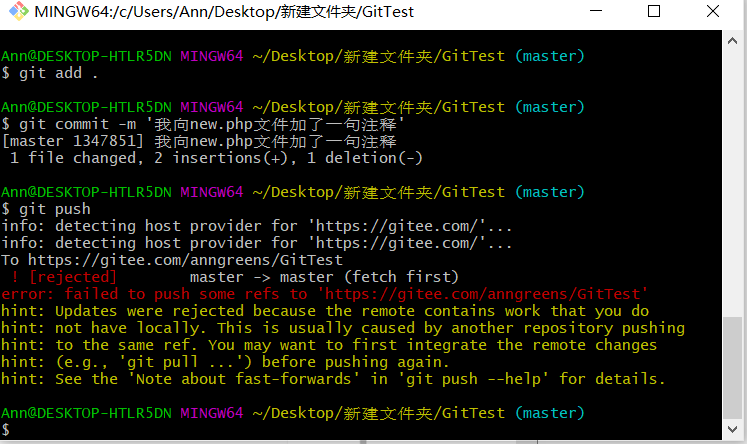 MINGW64:/c/Users/Ann/Desktop/新建文件夹/GitTest
Ann@DESKTOP-HTLR5DN MINGW64 ~/Desktop/新建文件夹/GitTest (master)
$ git add .
Ann@DESKTOP-HTLR5DN MINGW64 ~/Desktop/新建文件夹/GitTest (master)
$ git commit -m '我向new.php文件加了一句注释'
[master 1347851] 我向new.php文件加了一句注释
1 file changed, 2 insertions(+), 1 deletion(-)
Ann@DESKTOP-HTLR5DN MINGW64 ~/Desktop/新建文件夹/GitTest (master)
$ git push
info: detecting host provider for 'https://gitee.com/'...
info: detecting host provider for 'https://gitee.com/'...
To https://gitee.com/anngreens/GitTest
! [rejected] master -> master (fetch first)
error: failed to push some refs to 'https://gitee.com/anngreens/GitTest'
hint: Updates were rejected because the remote contains work that you do
hint: not have locally. This is usually caused by another repository pushing
hint: to the same ref. You may want to first integrate the remote changes
hint: (e.g., 'git pull ...') before pushing again.
hint: See the 'Note about fast-forwards' in 'git push --help' for details.
Ann@DESKTOP-HTLR5DN MINGW64 ~/Desktop/新建文件夹/GitTest (master)
$